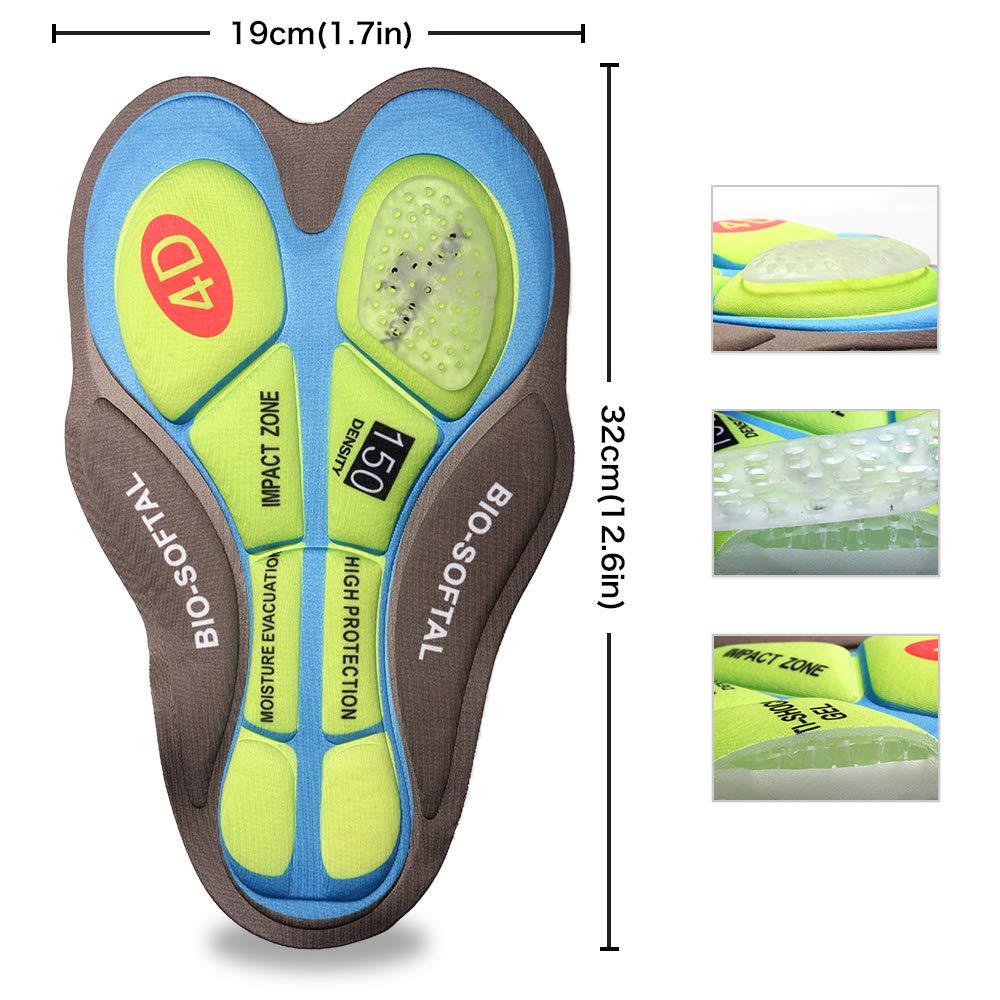 19cm(1.7in)
4D
IMPACT ZONE
150
DENSITY
BIO-SOFTAL
BIO-SOFTAL
MOISTURE EVACUATION
HIGH PROTECTION
32cm(12.6in)
4D
DENSITY
IMPACT ZONE
GEL